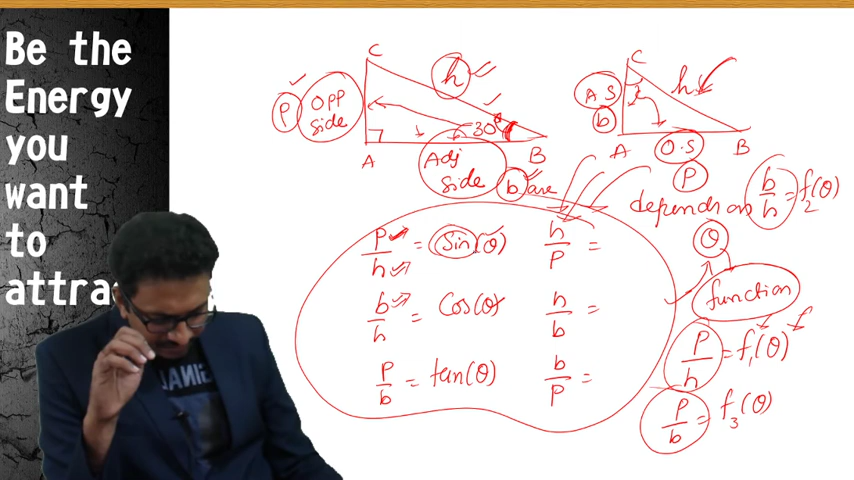 Be the
Energy
you
want
to
attra
C
h
P
opp
side
30°
A
Adj
side
B
b
C
A S
b
h
A
O.S
B
P
depends on b/h = f₂(θ)
θ
function
P/h = f₁(θ)
P/b = f₃(θ)
P/h = sin(θ)
b/h = cos(θ)
P/b = tan(θ)
h/P =
h/b =
b/P =